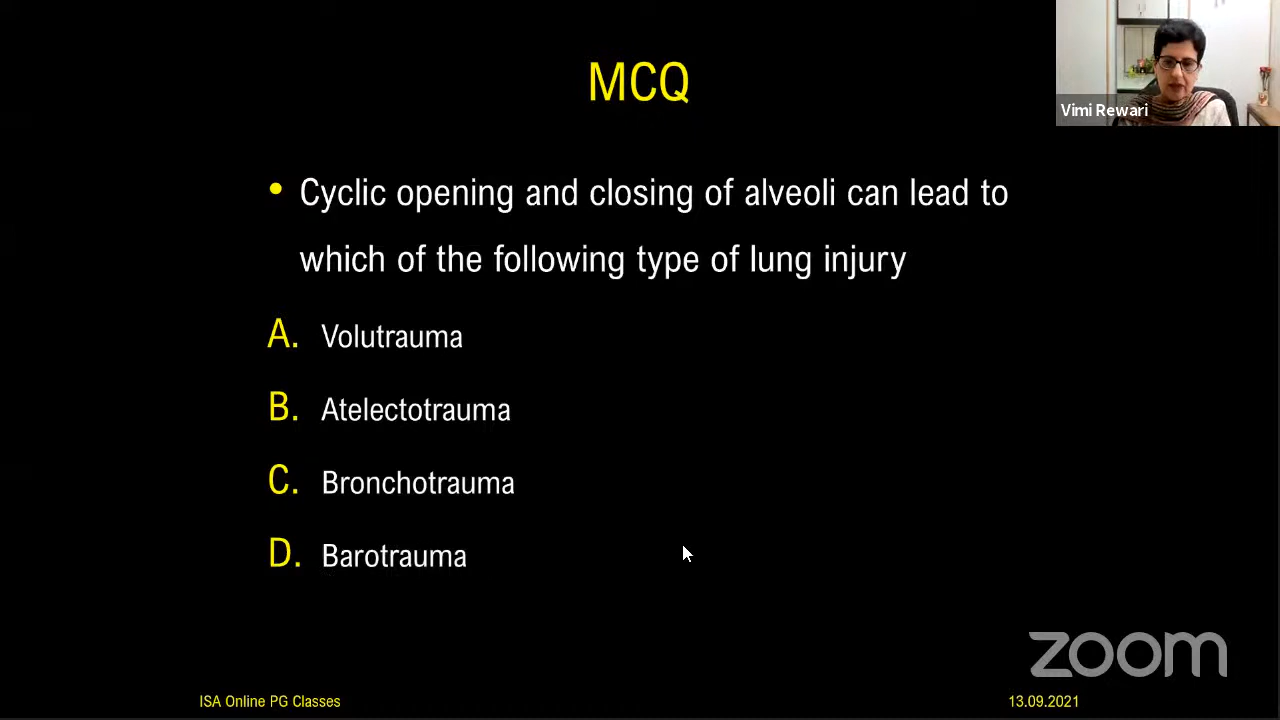 MCQ
Vimi Rewari
• Cyclic opening and closing of alveoli can lead to
which of the following type of lung injury
A. Volutrauma
B. Atelectotrauma
C. Bronchotrauma
D. Barotrauma
zoom
ISA Online PG Classes
13.09.2021